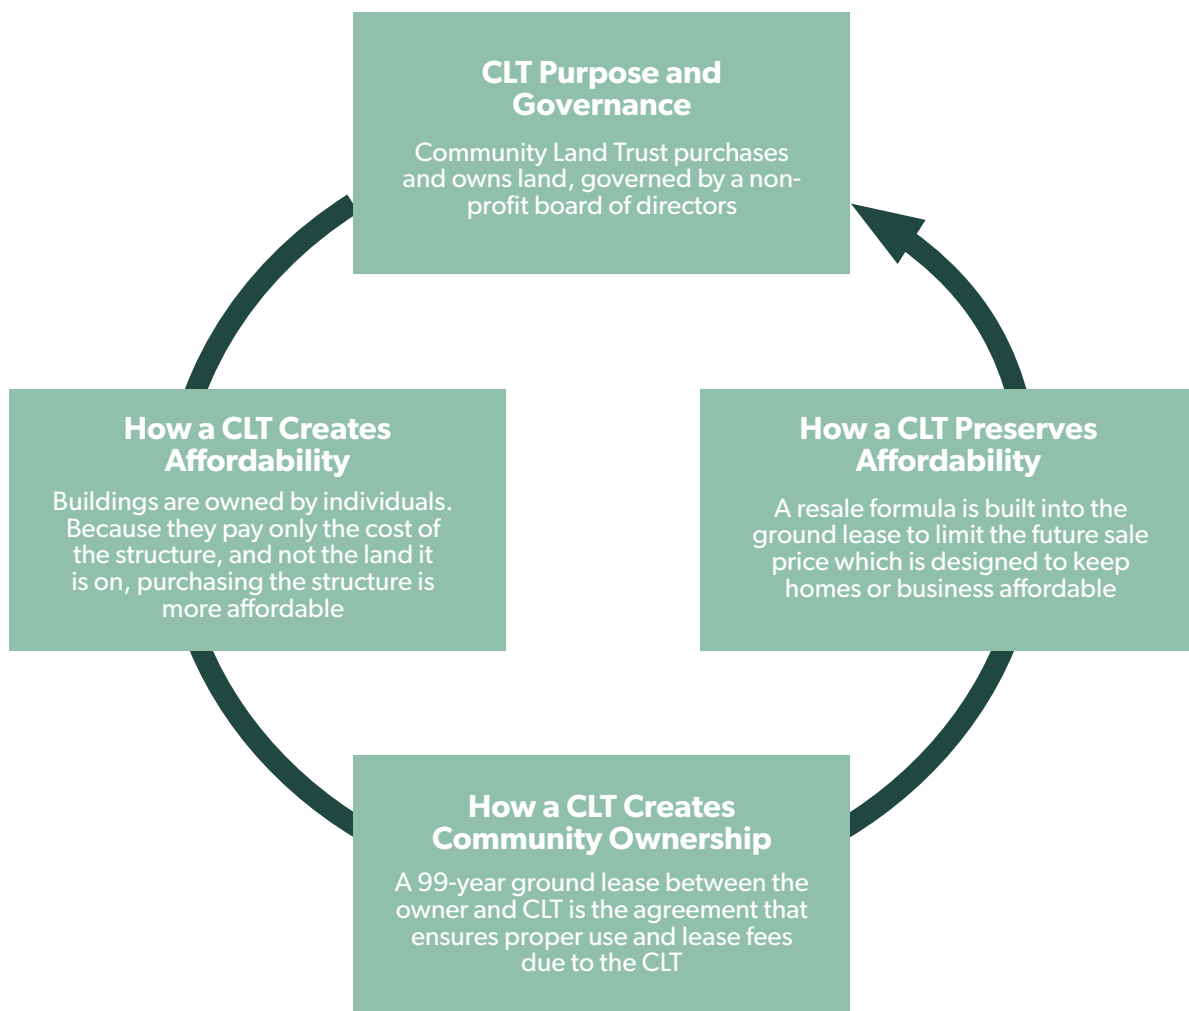 CLT Purpose and
Governance
Community Land Trust purchases
and owns land, governed by a non-
profit board of directors
How a CLT Creates
Affordability
Buildings are owned by individuals.
Because they pay only the cost of
the structure, and not the land it
is on, purchasing the structure is
more affordable
How a CLT Creates
Community Ownership
A 99-year ground lease between the
owner and CLT is the agreement that
ensures proper use and lease fees
due to the CLT
How a CLT Preserves
Affordability
A resale formula is built into the
ground lease to limit the future sale
price which is designed to keep
homes or business affordable